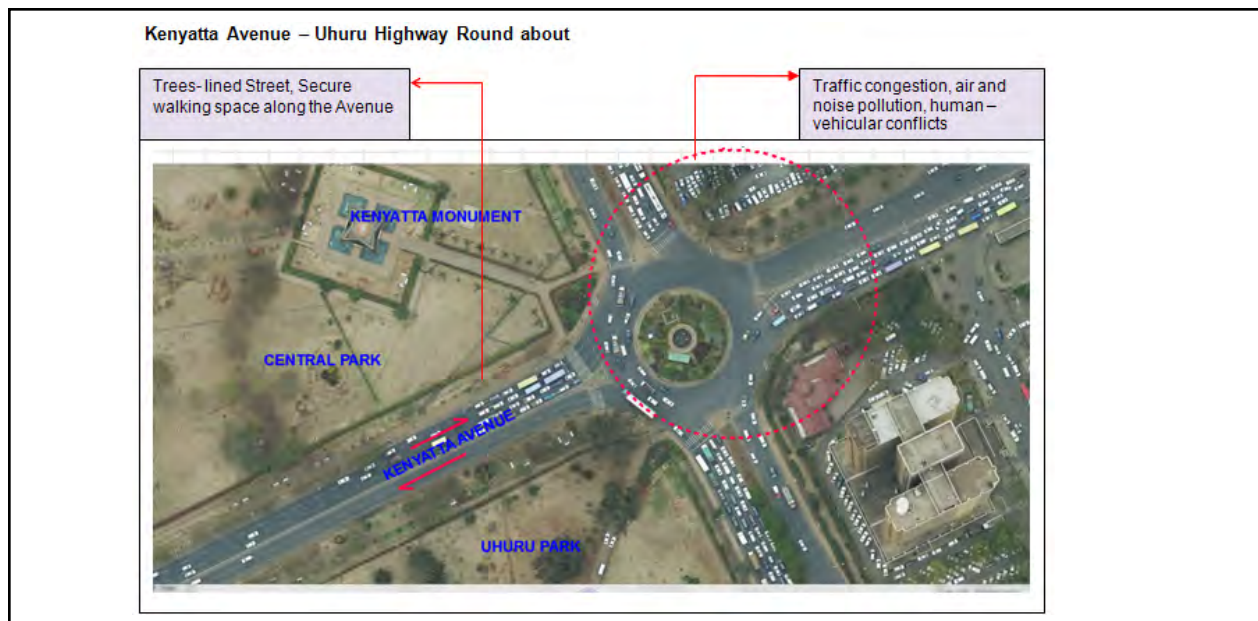 Kenyatta Avenue – Uhuru Highway Round about
Trees- lined Street, Secure
walking space along the Avenue
Traffic congestion, air and
noise pollution, human –
vehicular conflicts
KENYATTA MONUMENT
CENTRAL PARK
KENYATTA AVENUE
UHURU PARK